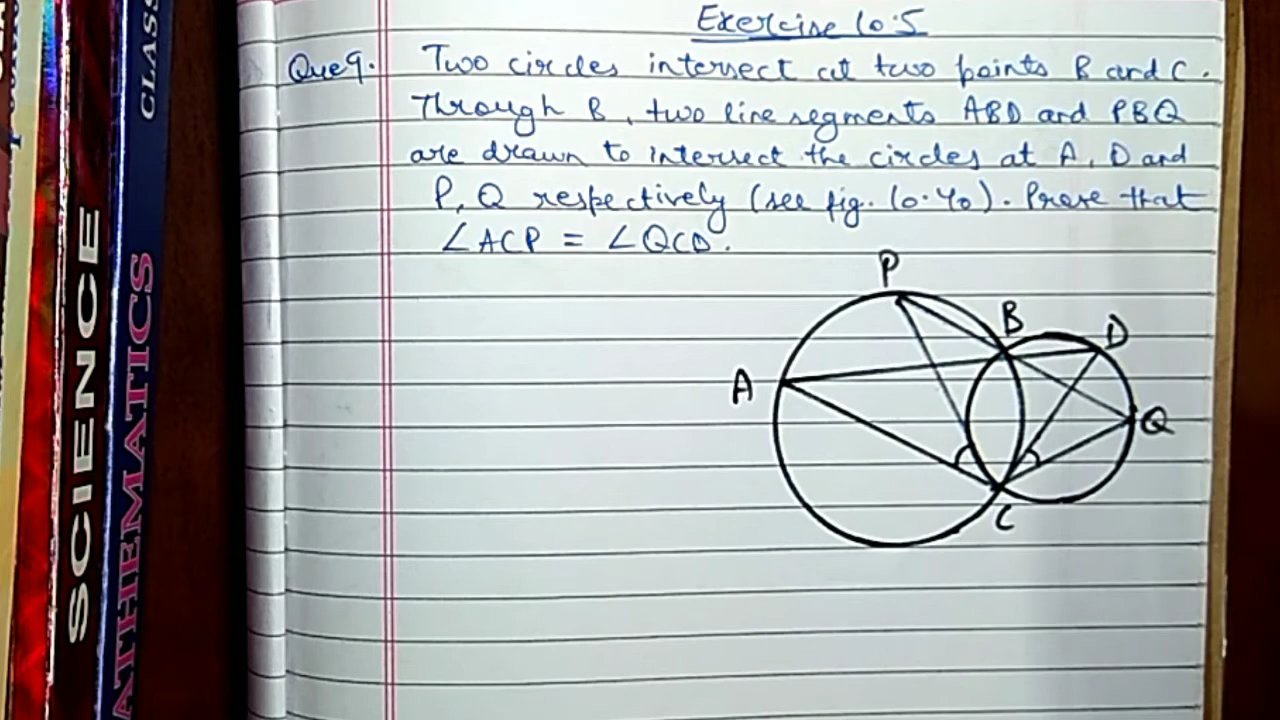 Exercise 10.5
Que9. Two circles intersect at two points B and C.
Through B, two line segments ABD and PBQ
are drawn to intersect the circles at A, D and
P, Q respectively (see fig. 10.40). Prove that
∠ACP = ∠QCD.
P
B
D
A
Q
C
SCIENCE
ATHEMATICS
CLASS